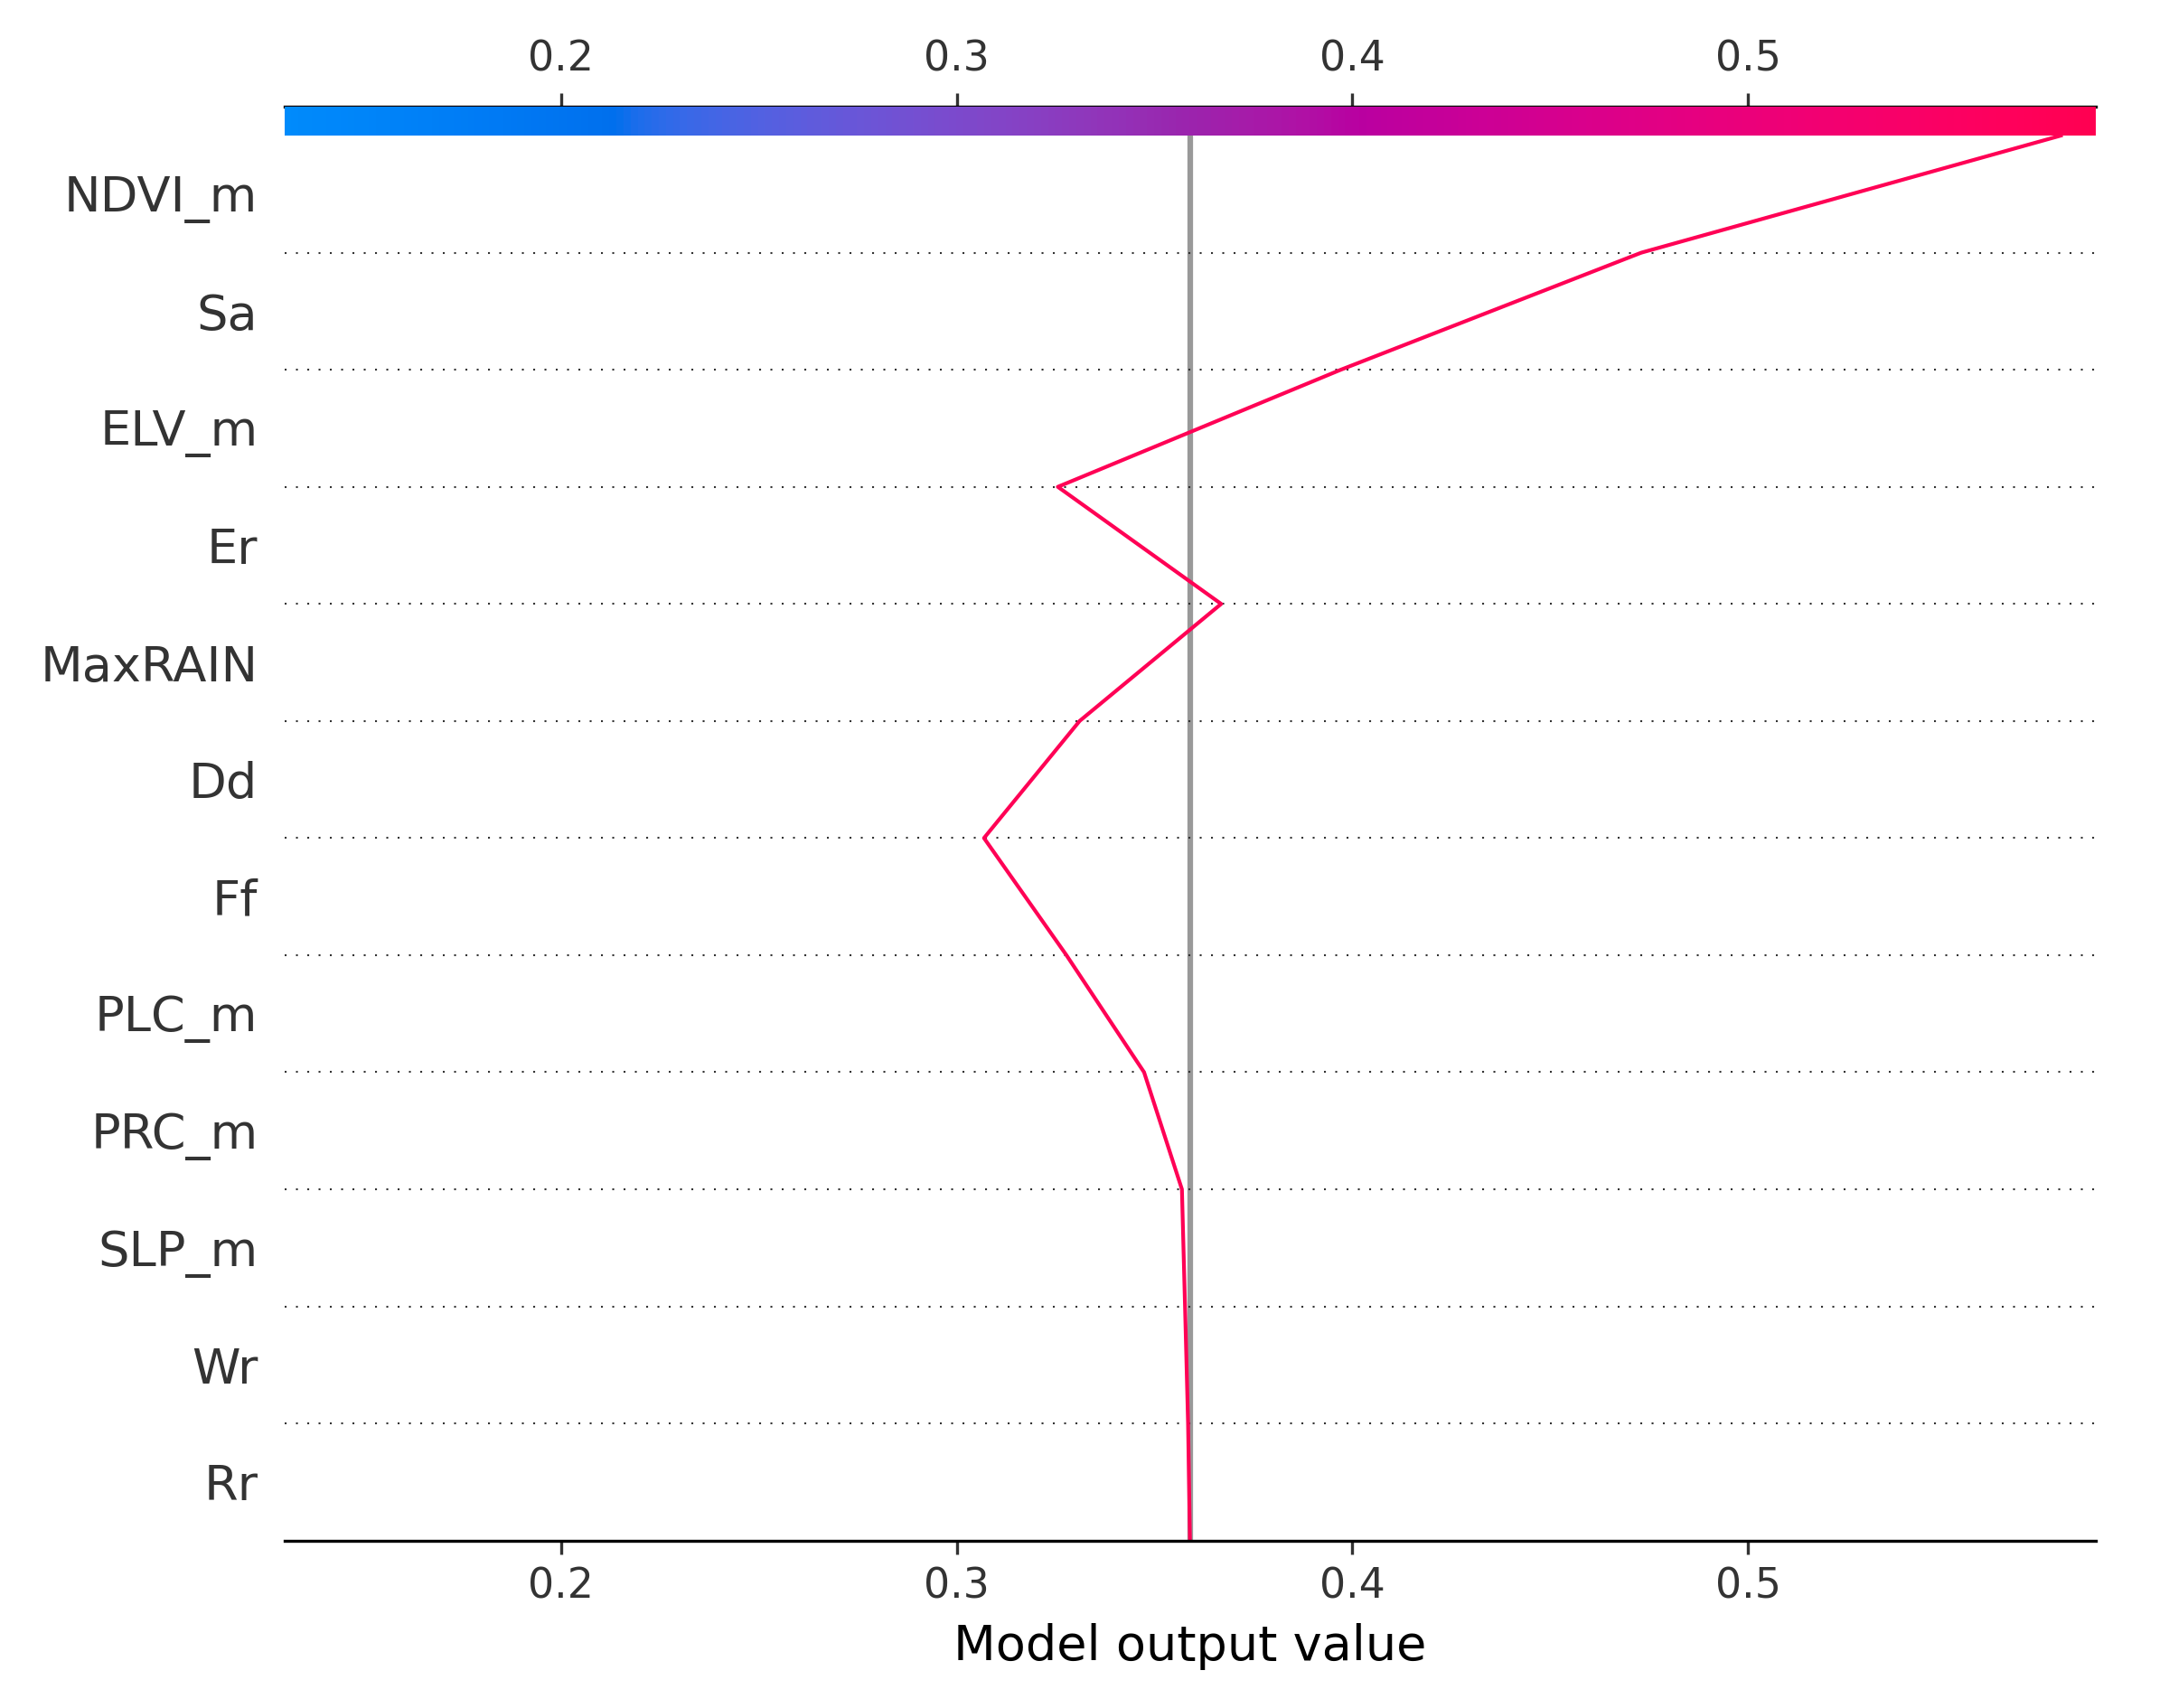 0.2 0.3 0.4 0.5
NDVI_m
Sa
ELV_m
Er
MaxRAIN
Dd
Ff
PLC_m
PRC_m
SLP_m
Wr
Rr
0.2 0.3 0.4 0.5
Model output value